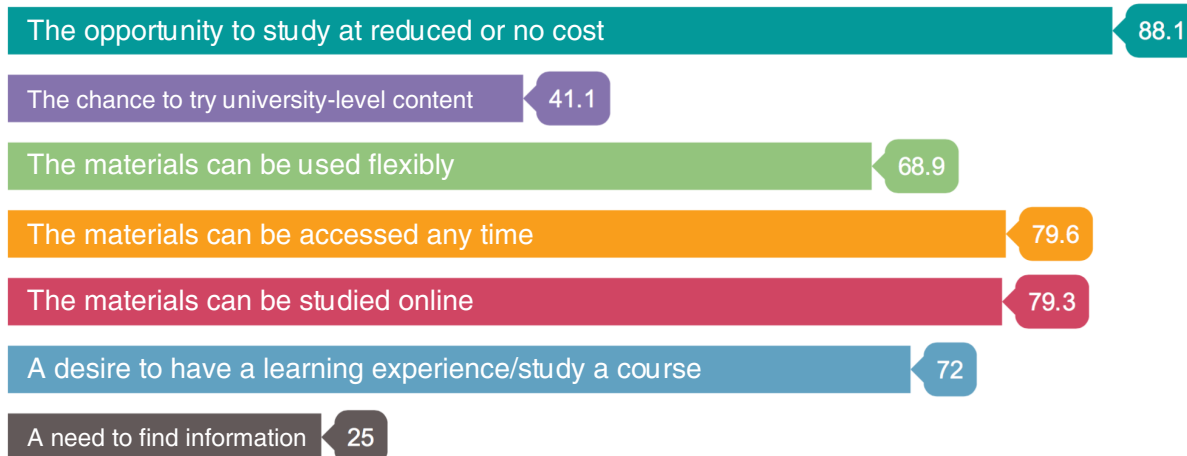 The opportunity to study at reduced or no cost 88.1
The chance to try university-level content 41.1
The materials can be used flexibly 68.9
The materials can be accessed any time 79.6
The materials can be studied online 79.3
A desire to have a learning experience/study a course 72
A need to find information 25